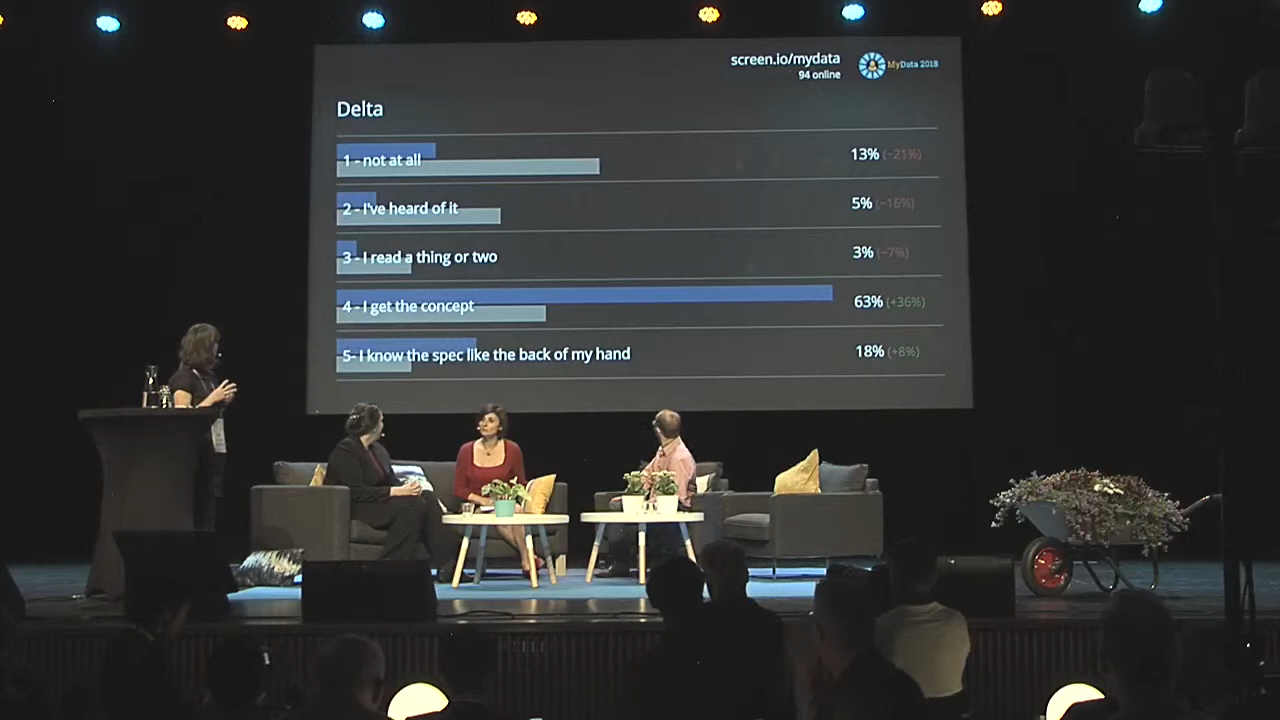 screen.io/mydata
94 online
MyData 2018
Delta
1 - not at all 13% (−21%)
2 - I've heard of it 5% (−16%)
3 - I read a thing or two 3% (−7%)
4 - I get the concept 63% (+36%)
5- I know the spec like the back of my hand 18% (+8%)